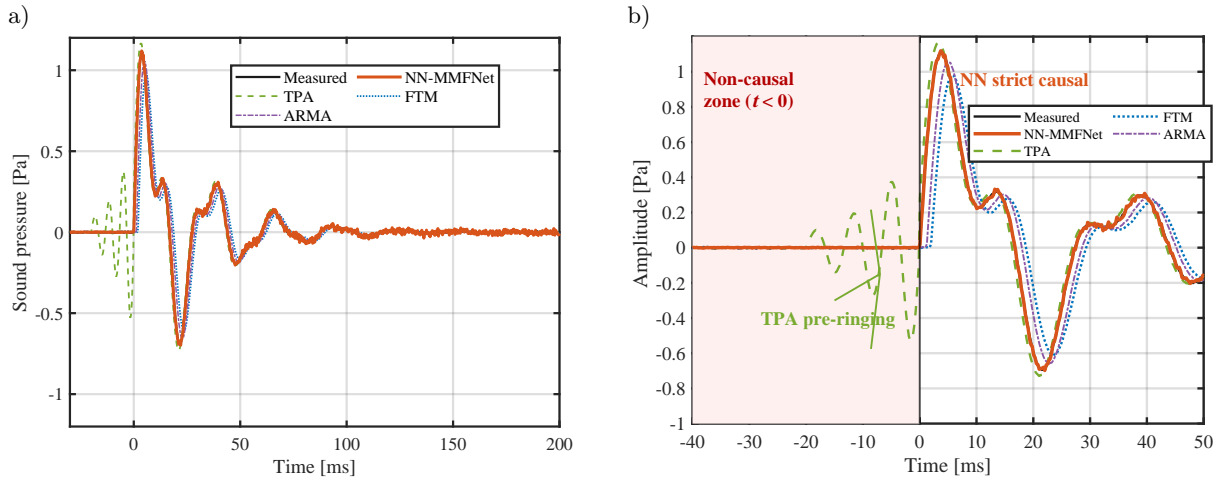 a)
Sound pressure [Pa]
1
0.5
0
-0.5
-1
Measured
TPA
ARMA
NN-MMFNet
FTM
0
50
100
150
200
Time [ms]
b)
Amplitude [Pa]
1
0.8
0.6
0.4
0.2
0
-0.2
-0.4
-0.6
-0.8
-1
Non-causal
zone (t < 0)
NN strict causal
Measured
NN-MMFNet
TPA
FTM
ARMA
TPA pre-ringing
-40
-30
-20
-10
0
10
20
30
40
50
Time [ms]